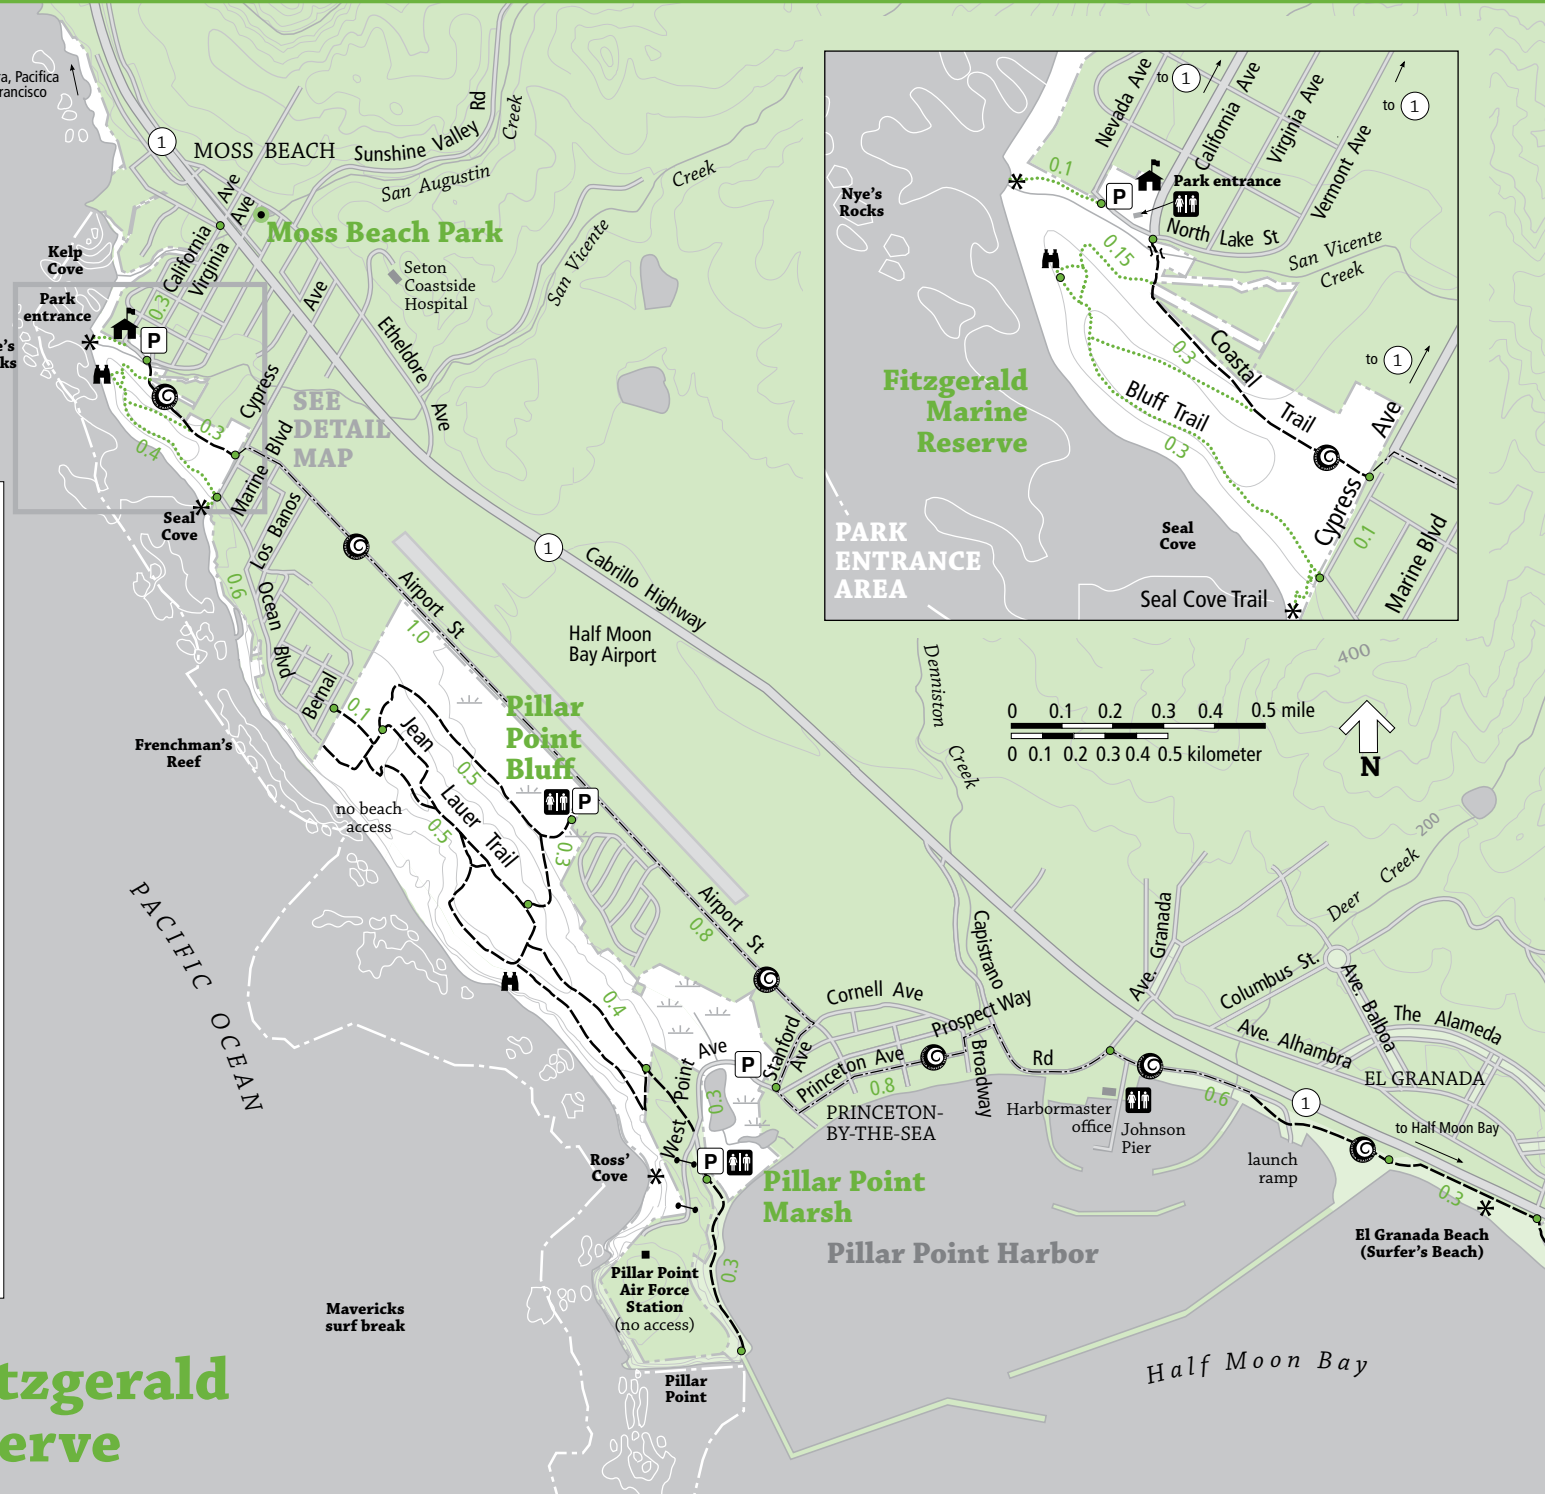 a, Pacifica
rancisco
1
MOSS BEACH
Sunshine Valley Rd
Creek
San Augustin
Creek
San Vicente
Moss Beach Park
Ave
Ave
California
Virginia
0.3
Kelp
Cove
Park
entrance
e's
ks
P
Seton
Coastside
Hospital
Ave
Etheldore
Ave
Cypress
SEE
DETAIL
MAP
0.3
0.4
Marine Blvd
Seal
Cove
Los Banos
0.6
Ocean
Blvd
Bernal
0.1
Airport St
1.0
1
Cabrillo Highway
Half Moon
Bay Airport
Pillar
Point
Bluff
P
Jean
Lauer Trail
0.5
0.5
0.3
Frenchman's
Reef
no beach
access
PACIFIC OCEAN
Airport St
0.8
0.4
Nye's
Rocks
0.1
Nevada Ave
to 1
California Ave
Virginia Ave
Vermont Ave
to 1
P
Park entrance
North Lake St
San Vicente
Creek
0.15
0.3
Coastal
Trail
Bluff Trail
0.3
Fitzgerald
Marine
Reserve
to 1
Ave
Cypress
0.1
Marine Blvd
PARK
ENTRANCE
AREA
Seal
Cove
Seal Cove Trail
Denniston
Creek
400
0 0.1 0.2 0.3 0.4 0.5 mile
0 0.1 0.2 0.3 0.4 0.5 kilometer
N
200
Deer Creek
Capistrano
Rd
Ave. Granada
Columbus St.
Ave. Balboa
The Alameda
Ave. Alhambra
EL GRANADA
Cornell Ave
Prospect Way
Stanford
Ave
Princeton Ave
Broadway
0.8
PRINCETON-
BY-THE-SEA
P
West Point Ave
0.3
Harbormaster
office
Johnson
Pier
0.6
1
to Half Moon Bay
launch
ramp
0.3
El Granada Beach
(Surfer's Beach)
Ross'
Cove
P
Pillar Point
Marsh
Pillar Point Harbor
0.3
Pillar Point
Air Force
Station
(no access)
Mavericks
surf break
Pillar
Point
Half Moon Bay
tzgerald
erve